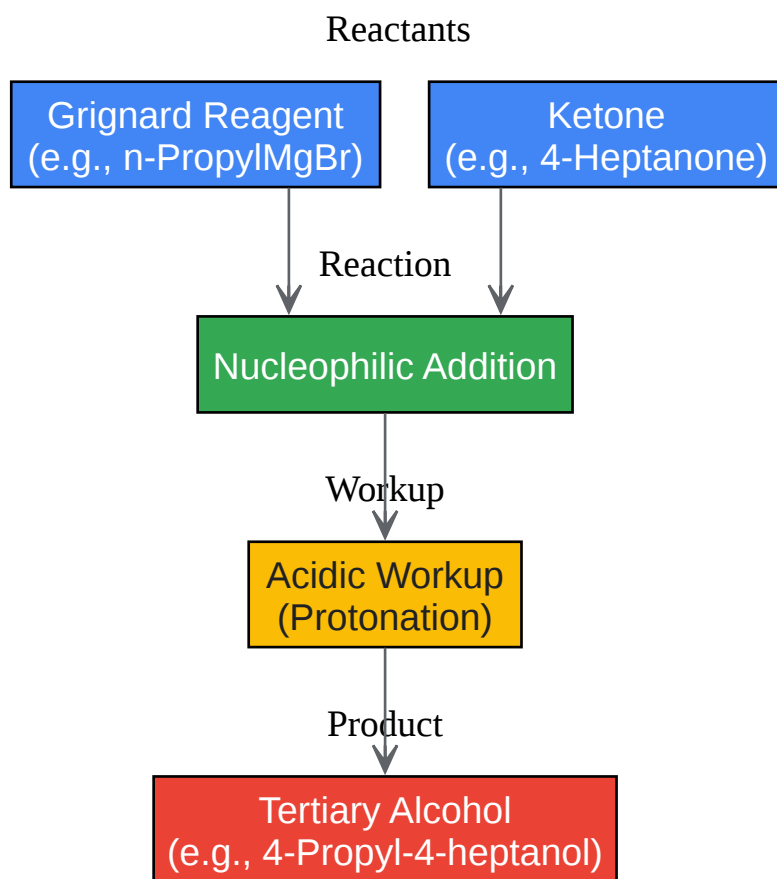 Reactants
Grignard Reagent
(e.g., n-PropylMgBr)
Ketone
(e.g., 4-Heptanone)
Reaction
Nucleophilic Addition
Workup
Acidic Workup
(Protonation)
Product
Tertiary Alcohol
(e.g., 4-Propyl-4-heptanol)